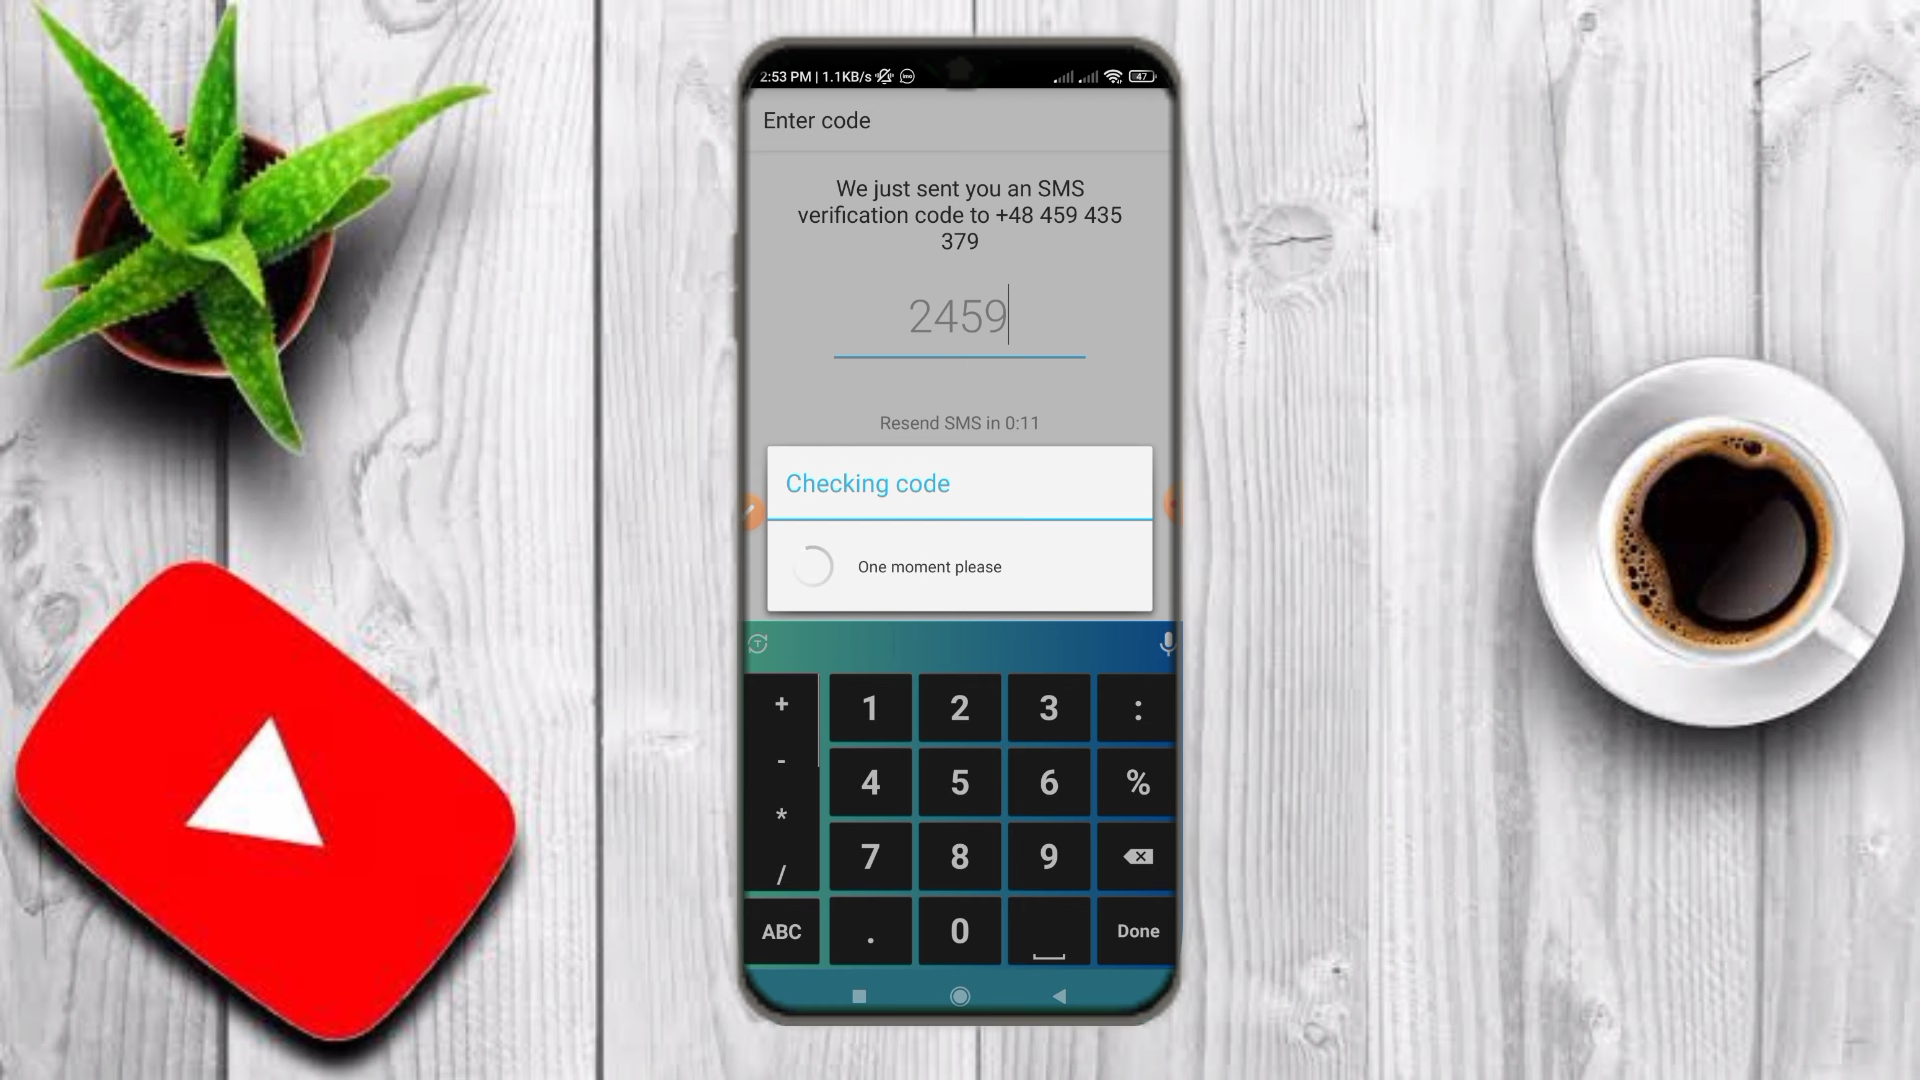 2:53 PM | 1.1KB/s
imo
47
Enter code
We just sent you an SMS
verification code to +48 459 435
379
2459
Resend SMS in 0:11
Checking code
One moment please
T
+ 1 2 3 :
- 4 5 6 %
* 7 8 9
/
ABC . 0 Done